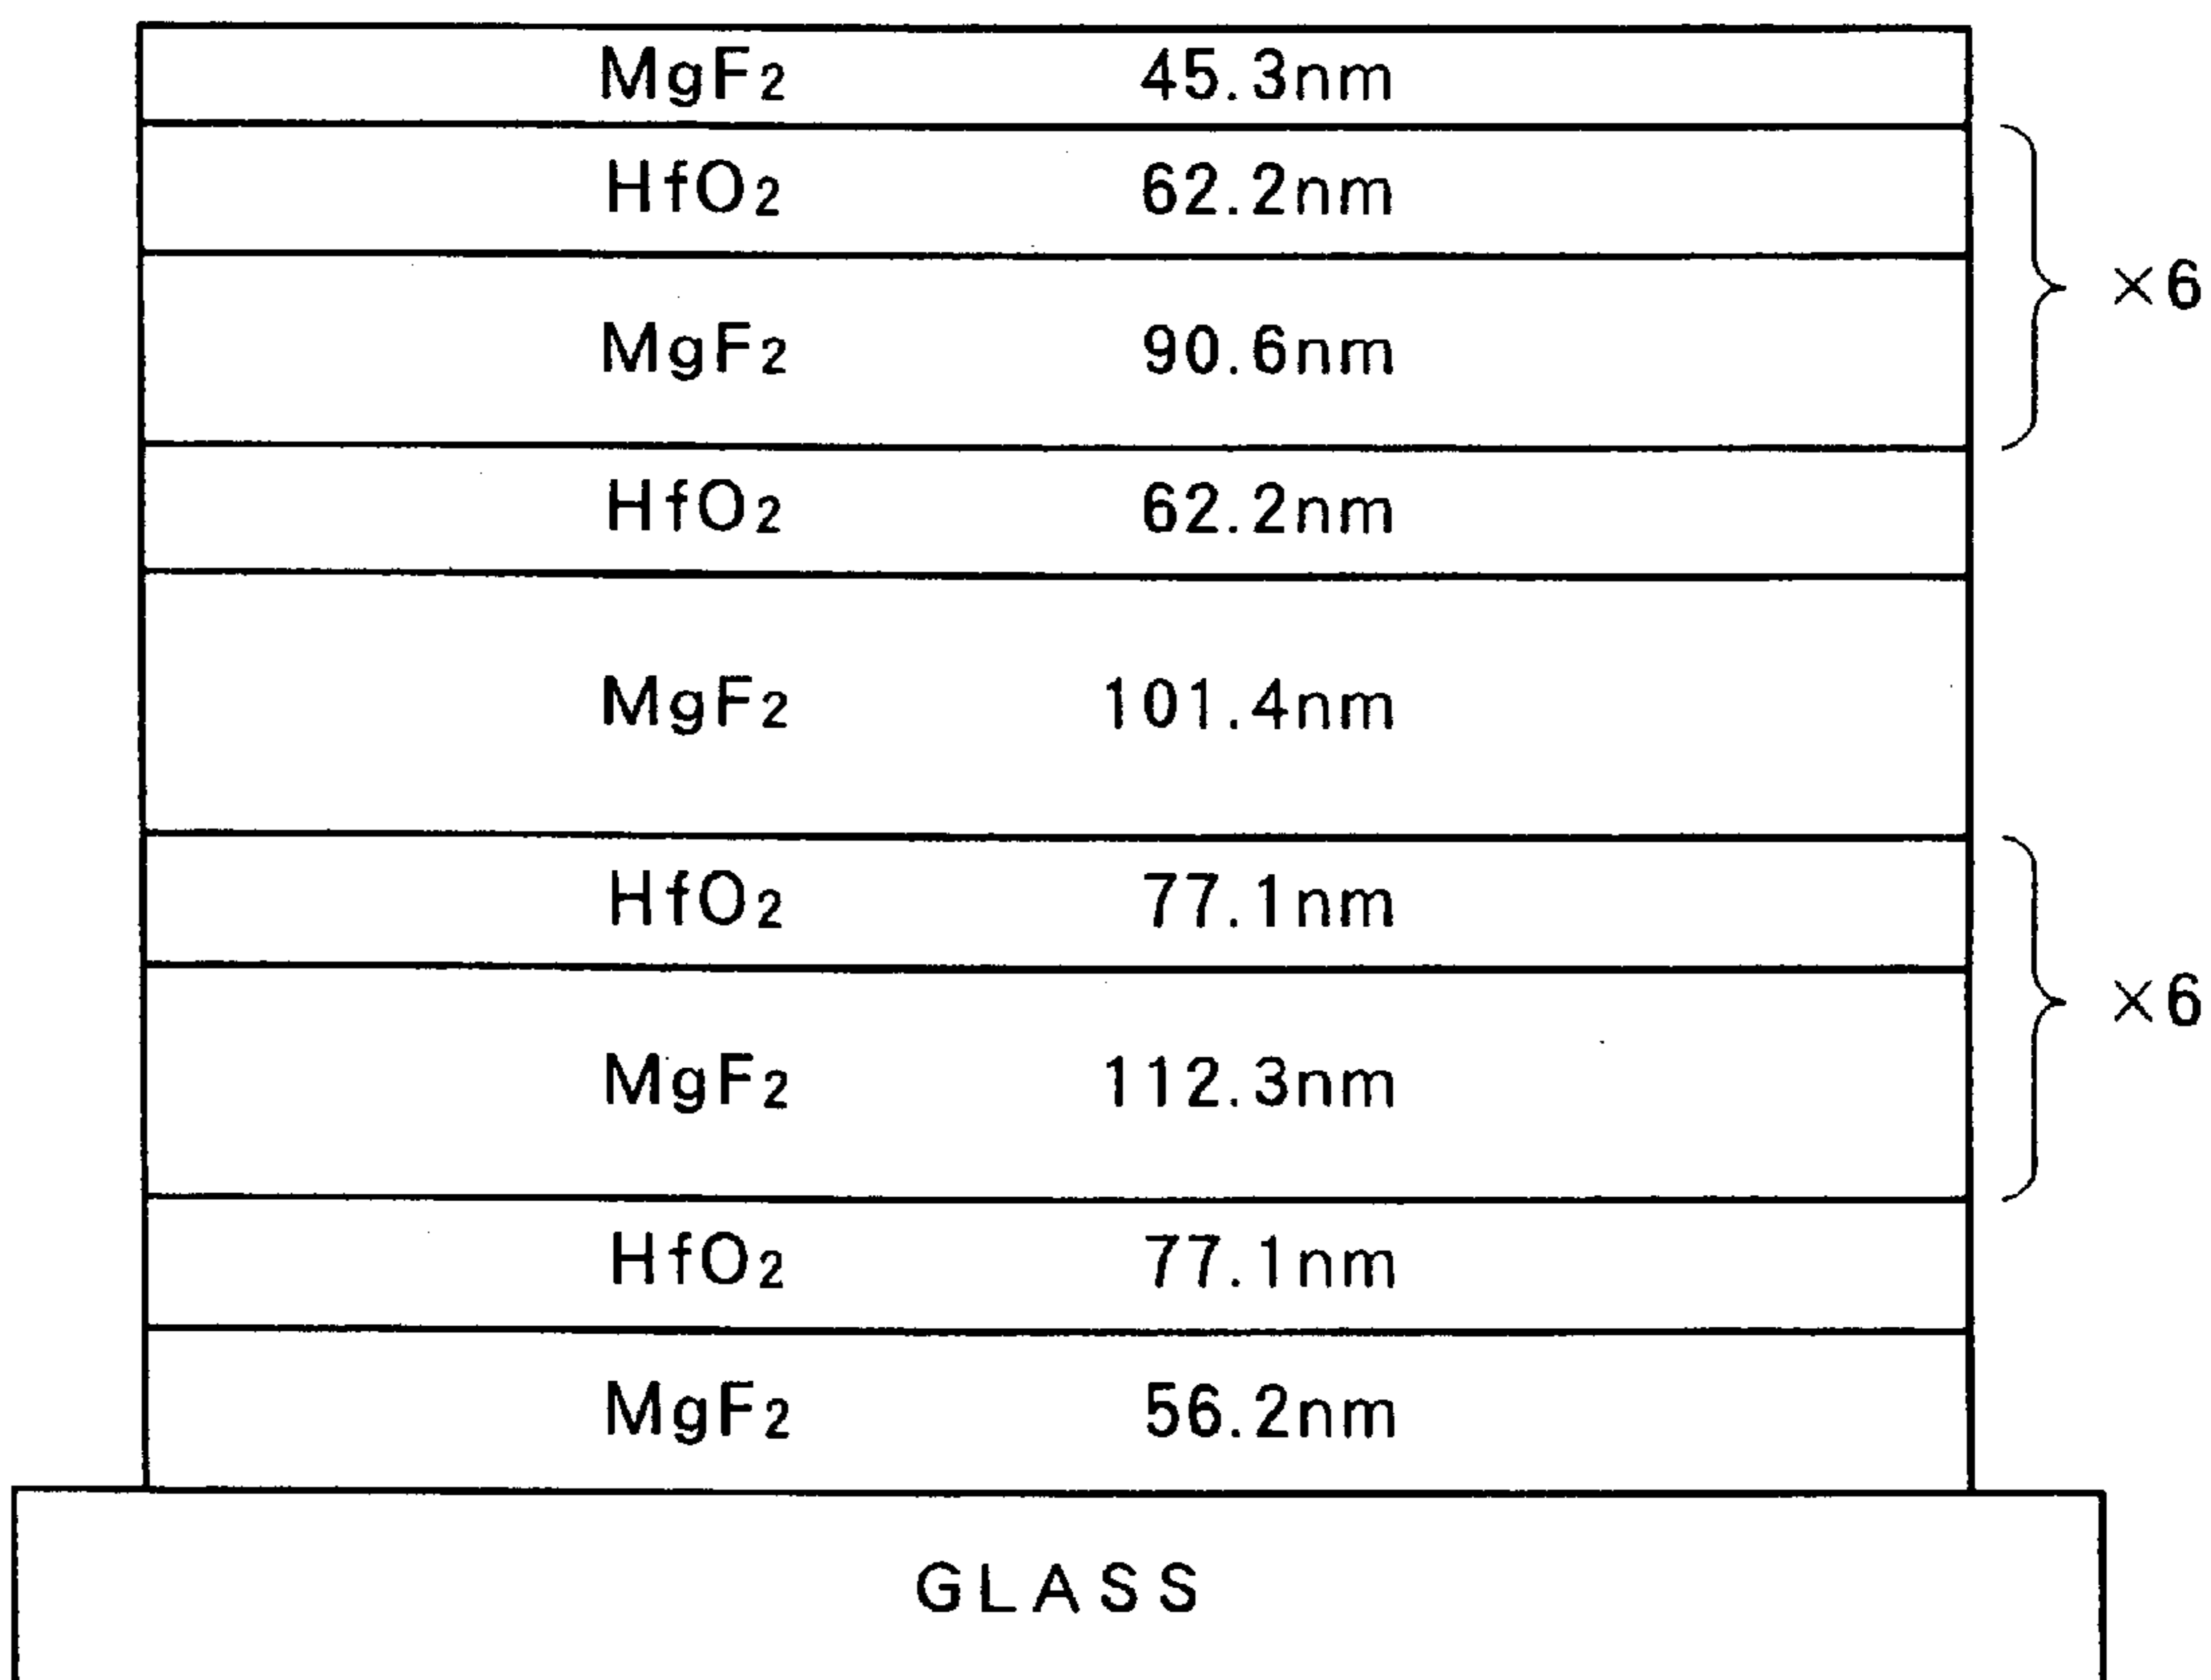 MgF2 45.3nm
HfO2 62.2nm
MgF2 90.6nm
×6
HfO2 62.2nm
MgF2 101.4nm
HfO2 77.1nm
MgF2 112.3nm
×6
HfO2 77.1nm
MgF2 56.2nm
GLASS